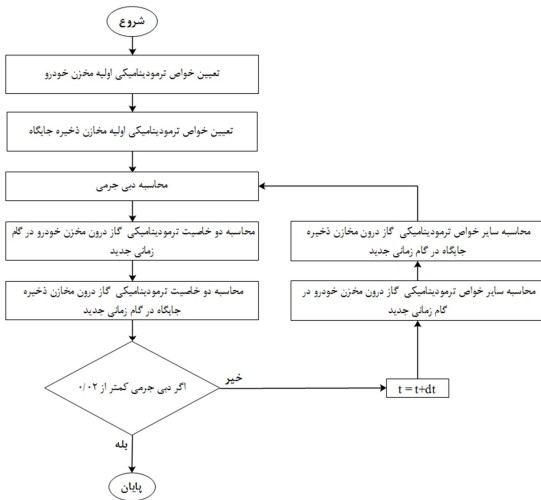 شروع
تعیین خواص ترمودینامیکی اولیه مخزن خودرو
تعیین خواص ترمودینامیکی اولیه مخازن ذخیره جایگاه
محاسبه دبی جرمی
محاسبه دو خاصیت ترمودینامیکی گاز درون مخزن خودرو در گام
زمانی جدید
محاسبه دو خاصیت ترمودینامیکی گاز درون مخازن ذخیره
جایگاه در گام زمانی جدید
اگر دبی جرمی کمتر از ۰/۰۲
خیر
بله
پایان
t = t+dt
محاسبه سایر خواص ترمودینامیکی گاز درون مخزن خودرو در
گام زمانی جدید
محاسبه سایر خواص ترمودینامیکی گاز درون مخازن ذخیره
جایگاه در گام زمانی جدید